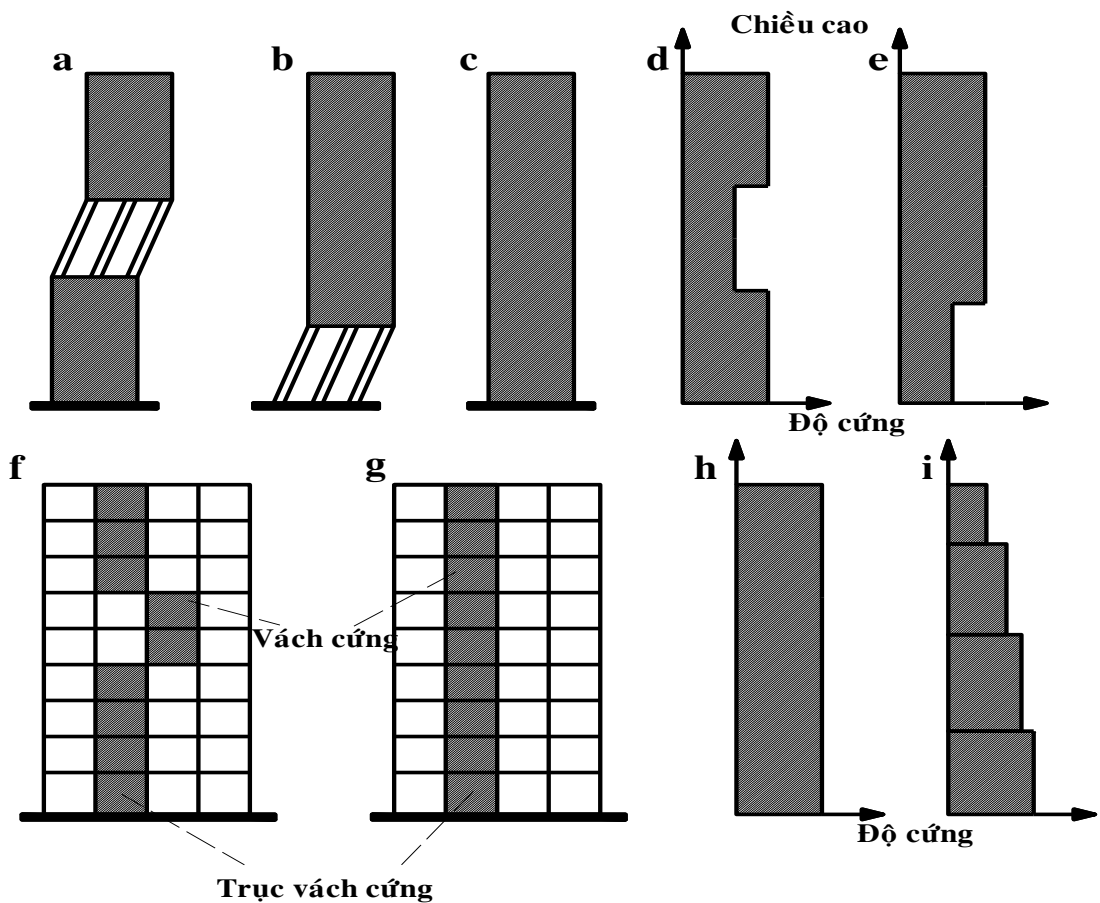 Chiều cao
a
b
c
d
e
Độ cứng
f
g
h
i
Vách cứng
Độ cứng
Trục vách cứng